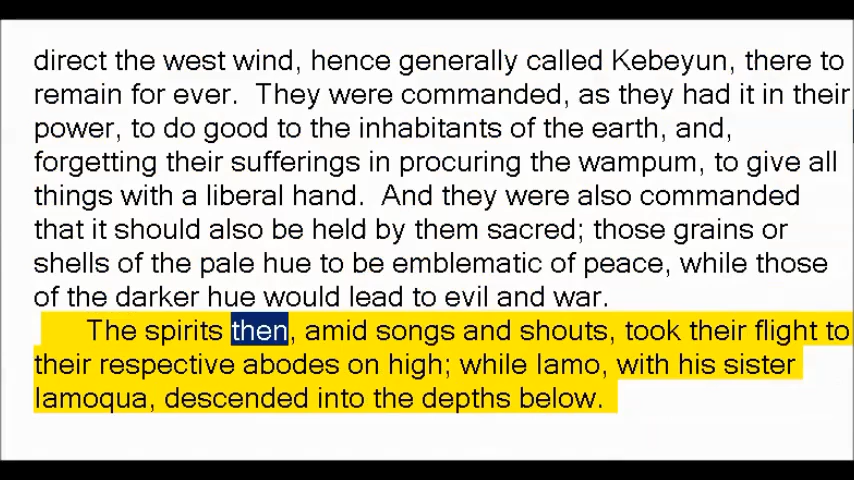 direct the west wind, hence generally called Kebeyun, there to
remain for ever.  They were commanded, as they had it in their
power, to do good to the inhabitants of the earth, and,
forgetting their sufferings in procuring the wampum, to give all
things with a liberal hand.  And they were also commanded
that it should also be held by them sacred; those grains or
shells of the pale hue to be emblematic of peace, while those
of the darker hue would lead to evil and war.
The spirits then, amid songs and shouts, took their flight to
their respective abodes on high; while Iamo, with his sister
Iamoqua, descended into the depths below.